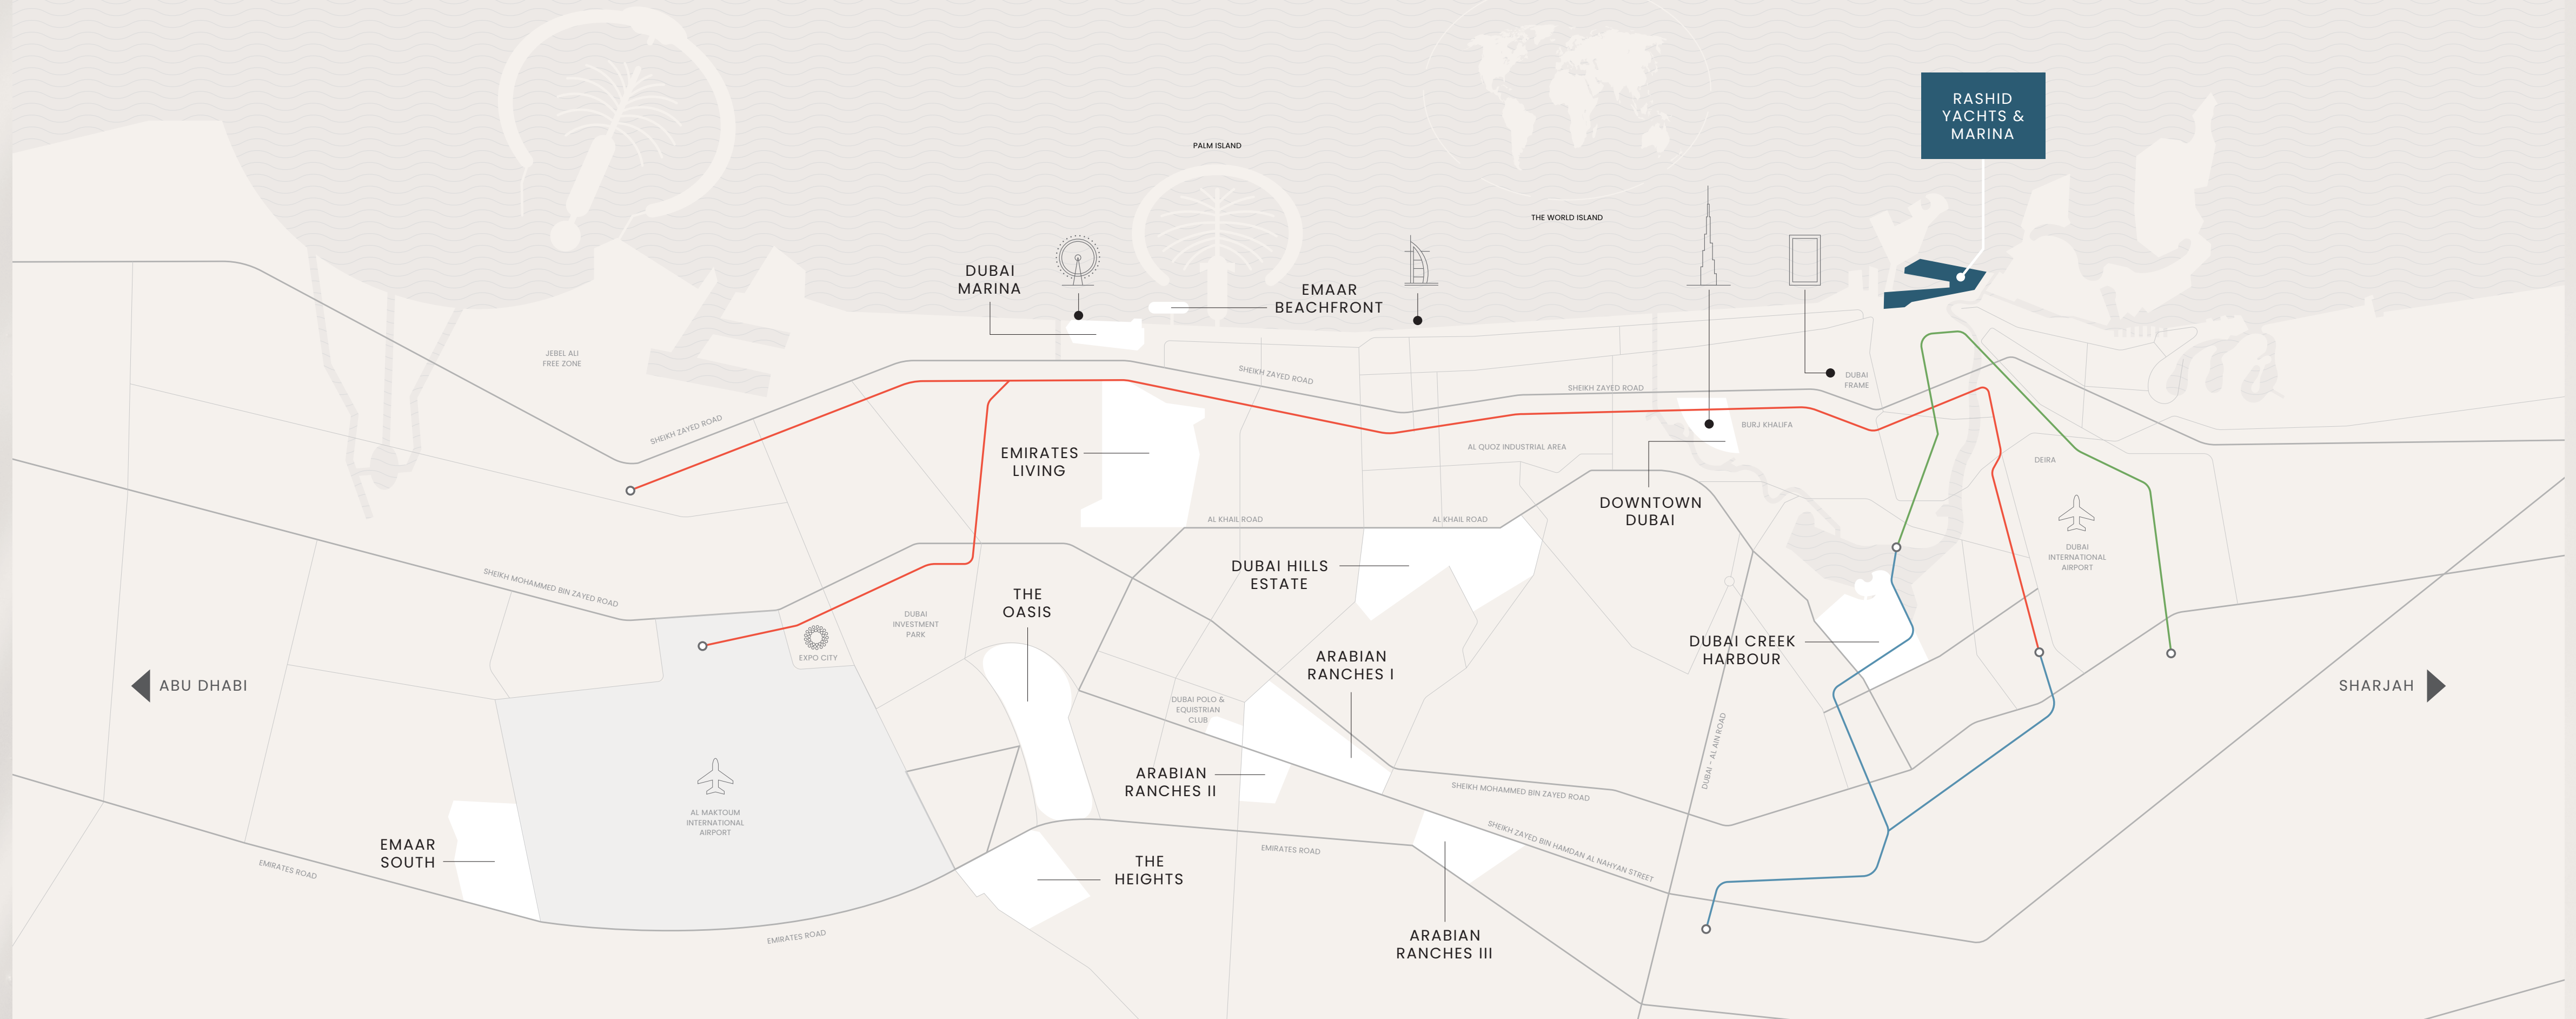 RASHID
YACHTS &
MARINA
PALM ISLAND
THE WORLD ISLAND
DUBAI
MARINA
EMAAR
BEACHFRONT
JEBEL ALI
FREE ZONE
SHEIKH ZAYED ROAD
SHEIKH ZAYED ROAD
SHEIKH ZAYED ROAD
DUBAI
FRAME
BURJ KHALIFA
AL QUOZ INDUSTRIAL AREA
EMIRATES
LIVING
DEIRA
DOWNTOWN
DUBAI
AL KHAIL ROAD
AL KHAIL ROAD
DUBAI
INTERNATIONAL
AIRPORT
DUBAI HILLS
ESTATE
SHEIKH MOHAMMED BIN ZAYED ROAD
THE
OASIS
DUBAI
INVESTMENT
PARK
EXPO CITY
DUBAI CREEK
HARBOUR
ARABIAN
RANCHES I
ABU DHABI
SHARJAH
DUBAI POLO &
EQUESTRIAN
CLUB
DUBAI - AL AIN ROAD
ARABIAN
RANCHES II
SHEIKH MOHAMMED BIN ZAYED ROAD
AL MAKTOUM
INTERNATIONAL
AIRPORT
SHEIKH ZAYED BIN HAMDAN AL NAHYAN STREET
EMAAR
SOUTH
EMIRATES ROAD
EMIRATES ROAD
THE
HEIGHTS
EMIRATES ROAD
ARABIAN
RANCHES III